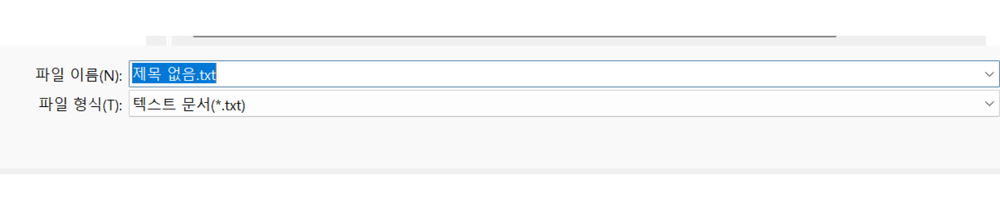 파일 이름(N): 제목 없음.txt
파일 형식(T): 텍스트 문서(*.txt)